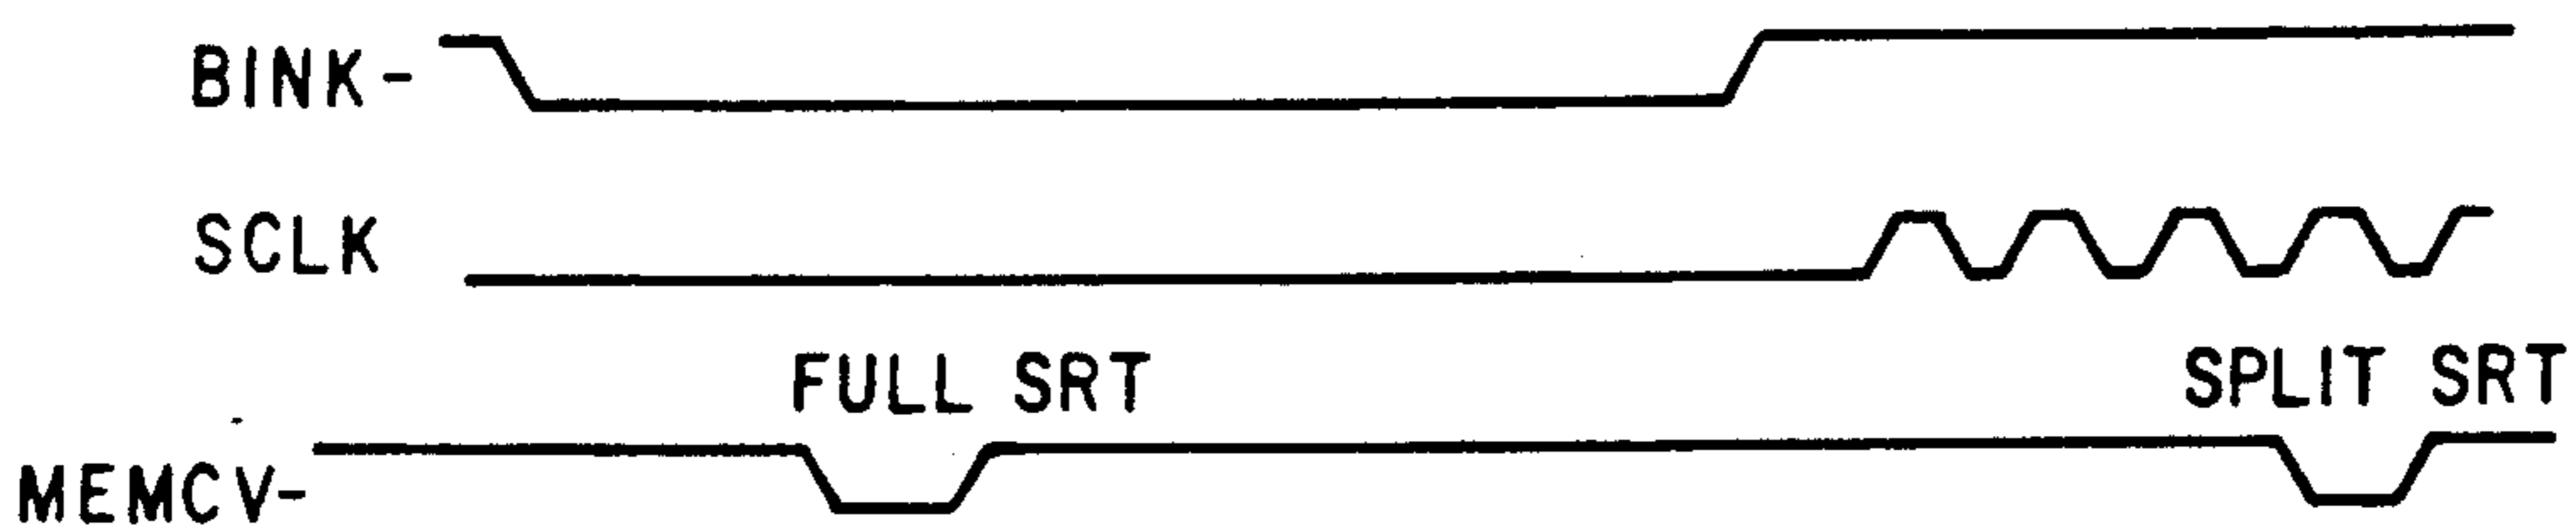 BINK-
SCLK
FULL SRT
SPLIT SRT
MEMCV-